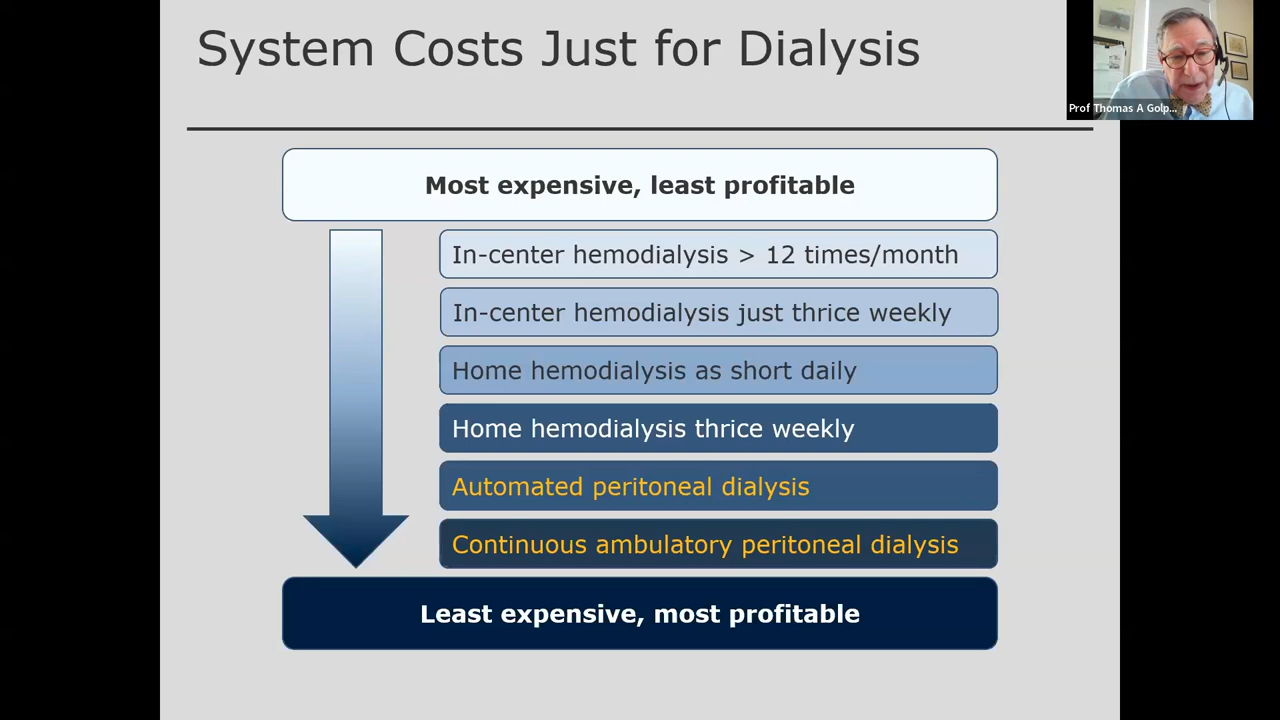 System Costs Just for Dialysis
Prof Thomas A Golp...
Most expensive, least profitable
In-center hemodialysis > 12 times/month
In-center hemodialysis just thrice weekly
Home hemodialysis as short daily
Home hemodialysis thrice weekly
Automated peritoneal dialysis
Continuous ambulatory peritoneal dialysis
Least expensive, most profitable